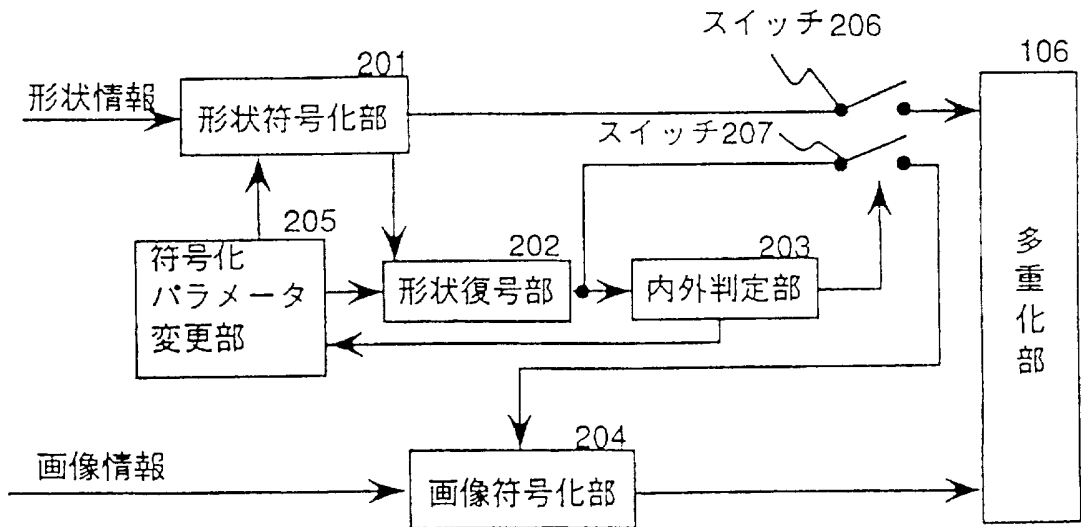 スイッチ206
106
201
形状情報
形状符号化部
スイッチ207
205
符号化
パラメータ
変更部
202
形状復号部
203
内外判定部
多重化部
画像情報
204
画像符号化部